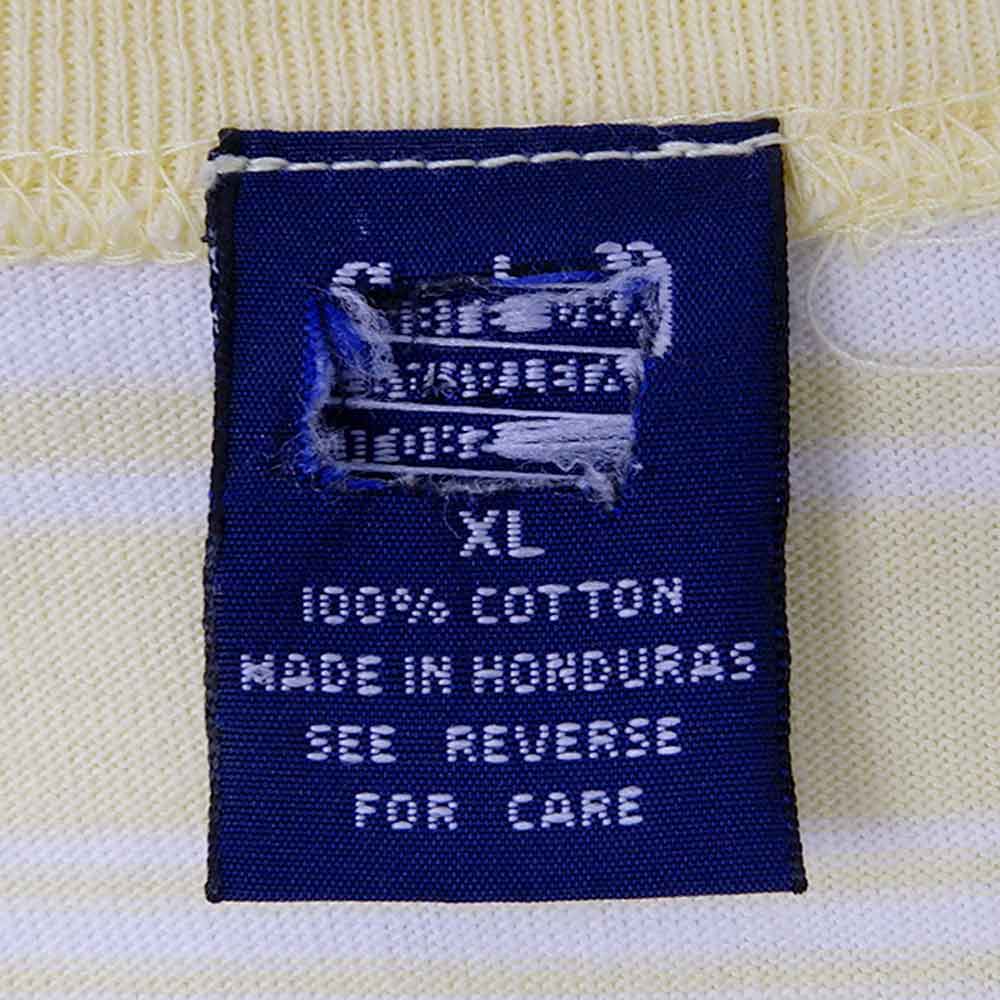 XL
100% COTTON
MADE IN HONDURAS
SEE REVERSE
FOR CARE